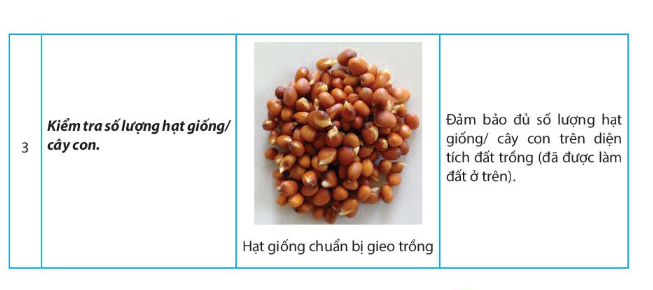 3
Kiểm tra số lượng hạt giống/
cây con.
Hạt giống chuẩn bị gieo trồng
Đảm bảo đủ số lượng hạt
giống/ cây con trên diện
tích đất trồng (đã được làm
đất ở trên).